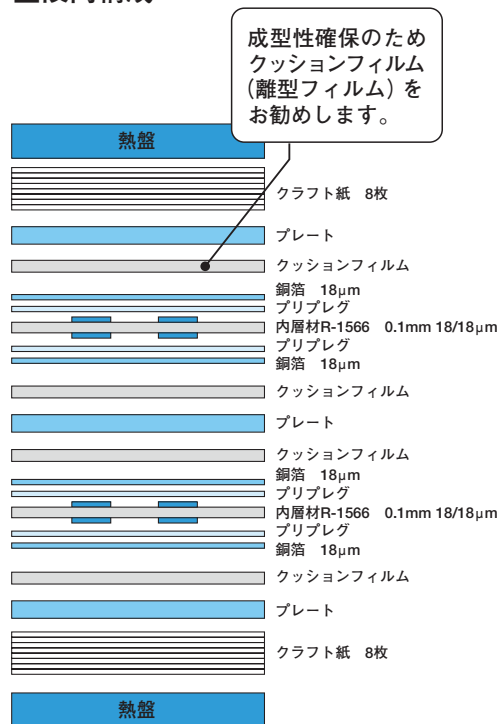 成型性確保のため
クッションフィルム
（離型フィルム）を
お勧めします。
熱盤
クラフト紙　8枚
プレート
クッションフィルム
銅箔　18μm
プリプレグ
内層材R-1566　0.1mm 18/18μm
プリプレグ
銅箔　18μm
クッションフィルム
プレート
クッションフィルム
銅箔　18μm
プリプレグ
内層材R-1566　0.1mm 18/18μm
プリプレグ
銅箔　18μm
クッションフィルム
プレート
クラフト紙　8枚
熱盤